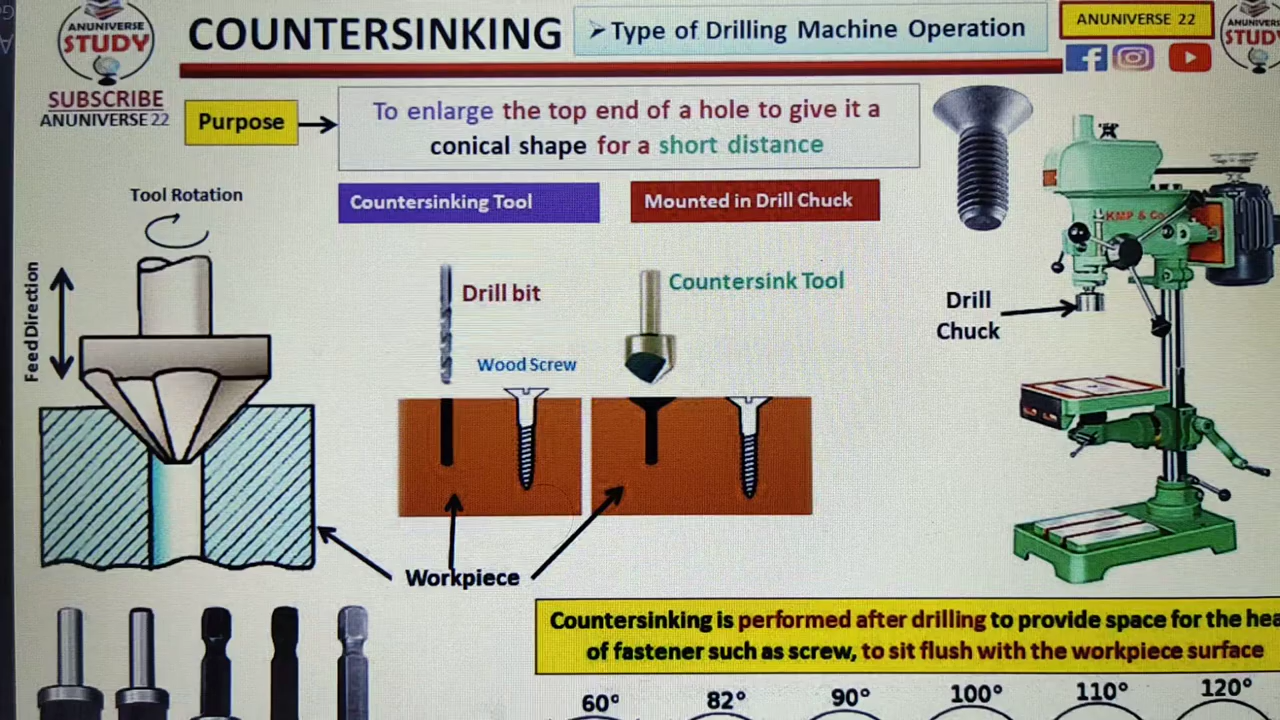 ANUNIVERSE
STUDY
SUBSCRIBE
ANUNIVERSE 22
COUNTERSINKING
➢ Type of Drilling Machine Operation
ANUNIVERSE 22
ANUNIVERSE
STUDY
Purpose
To enlarge the top end of a hole to give it a
conical shape for a short distance
Tool Rotation
Countersinking Tool
Mounted in Drill Chuck
KMP & Co
Feed Direction
Drill bit
Countersink Tool
Wood Screw
Drill
Chuck
Workpiece
Countersinking is performed after drilling to provide space for the hea
of fastener such as screw, to sit flush with the workpiece surface
60° 82° 90° 100° 110° 120°